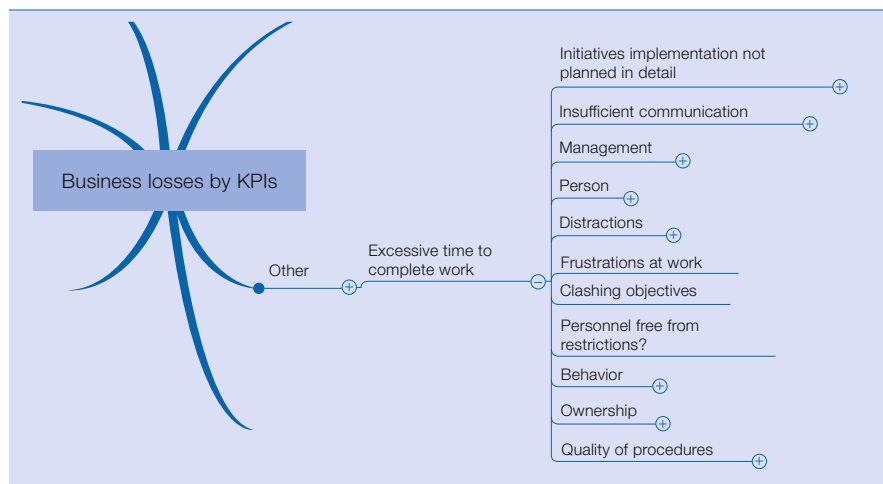 Business losses by KPIs
Other
Excessive time to
complete work
Initiatives implementation not
planned in detail
Insufficient communication
Management
Person
Distractions
Frustrations at work
Clashing objectives
Personnel free from
restrictions?
Behavior
Ownership
Quality of procedures